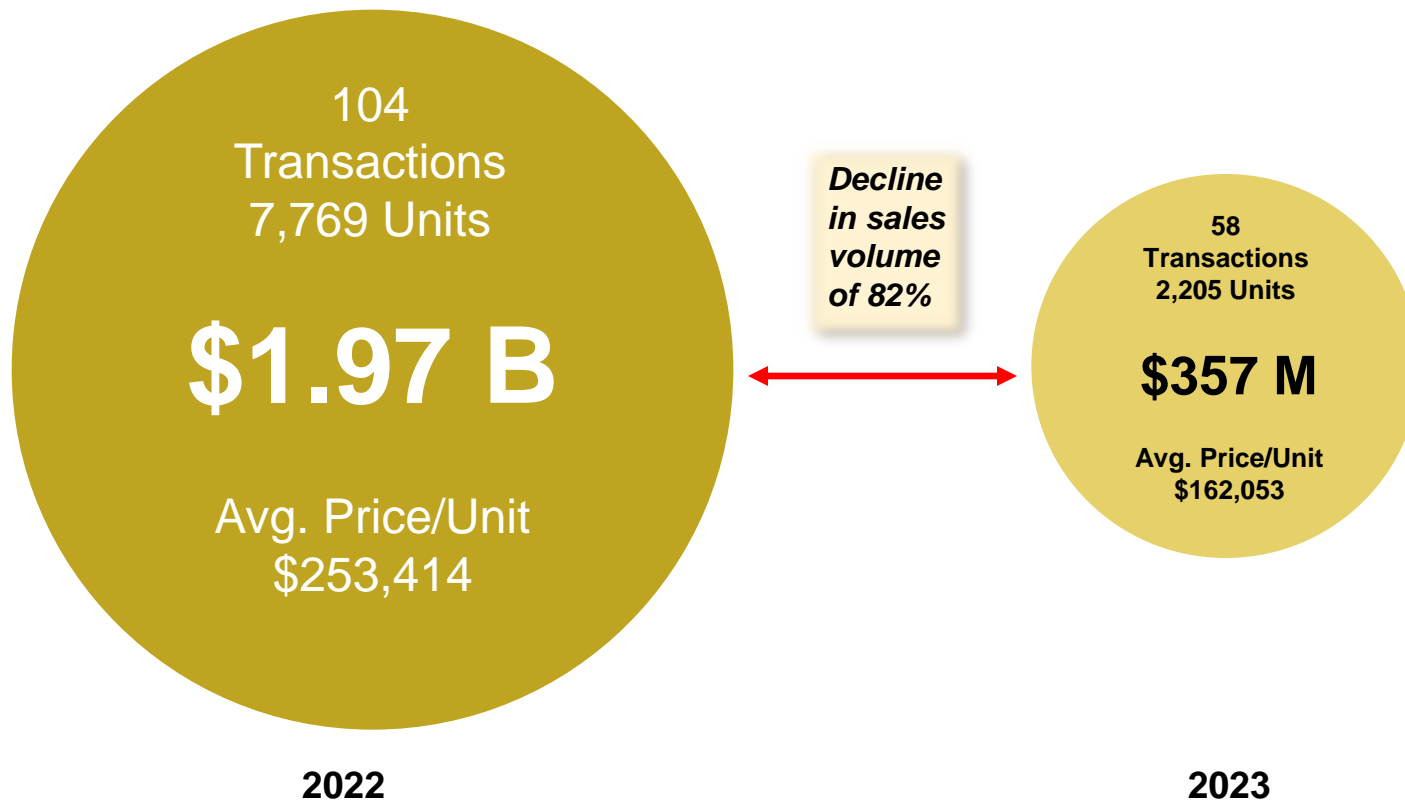 104
Transactions
7,769 Units
$1.97 B
Avg. Price/Unit
$253,414
Decline
in sales
volume
of 82%
58
Transactions
2,205 Units
$357 M
Avg. Price/Unit
$162,053
2022
2023